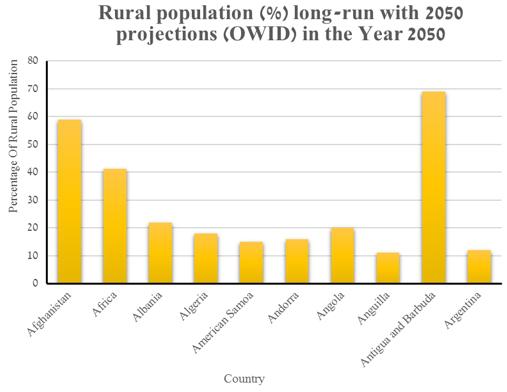 Rural population (%) long-run with 2050
projections (OWID) in the Year 2050
Percentage Of Rural Population
80
70
60
50
40
30
20
10
0
Afghanistan
Africa
Albania
Algeria
American Samoa
Andorra
Angola
Anguilla
Antigua and Barbuda
Argentina
Country